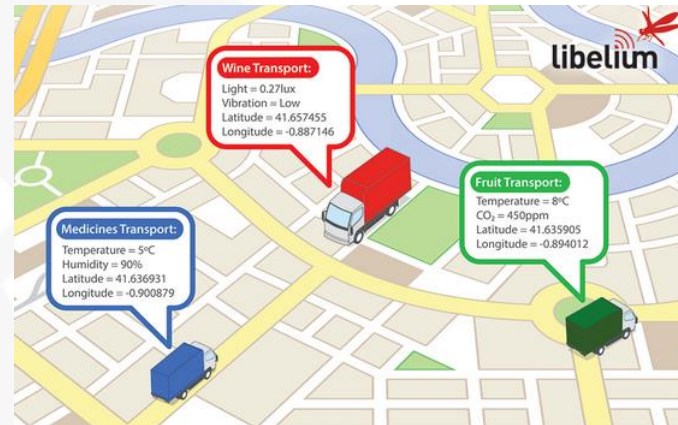 libelium
Wine Transport:
Light = 0.27lux
Vibration = Low
Latitude = 41.657455
Longitude = -0.887146
Fruit Transport:
Temperature = 8ºC
CO₂ = 450ppm
Latitude = 41.635905
Longitude = -0.894012
Medicines Transport:
Temperature = 5ºC
Humidity = 90%
Latitude = 41.636931
Longitude = -0.900879